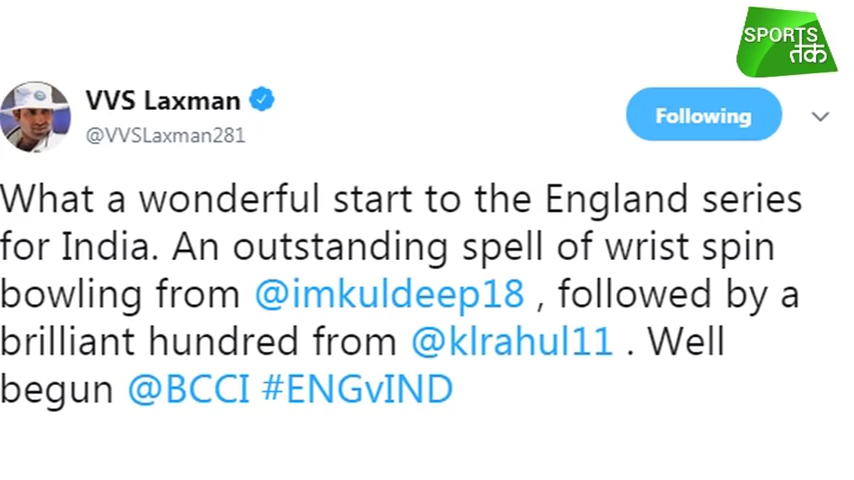 SPORTS
तक
VVS Laxman
@VVSLaxman281
Following
What a wonderful start to the England series
for India. An outstanding spell of wrist spin
bowling from @imkuldeep18 , followed by a
brilliant hundred from @klrahul11 . Well
begun @BCCI #ENGvIND